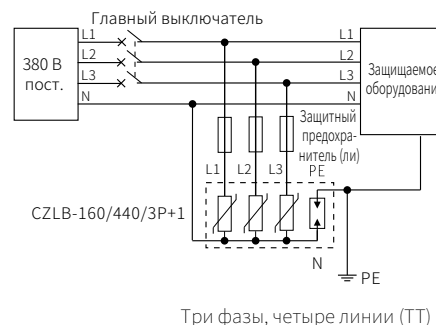 Главный выключатель
L1
L2
L3
N
380 В
пост.
L1
L2
L3
N
Защищаемое
оборудование
Защитный
предохра-
нитель (ли)
L1
L2
L3
PE
CZLB-160/440/3P+1
N
PE
Три фазы, четыре линии (TT)